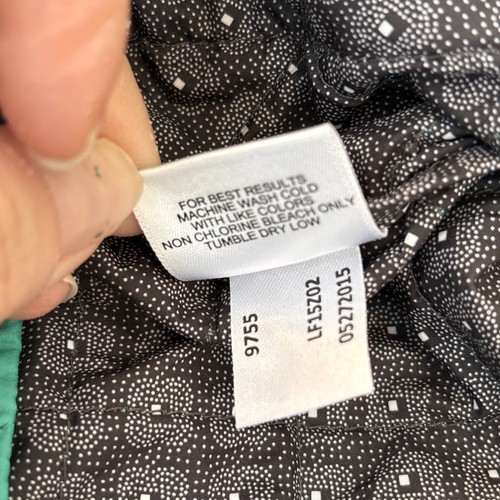 FOR BEST RESULTS
MACHINE WASH COLD
WITH LIKE COLORS
NON CHLORINE BLEACH ONLY
TUMBLE DRY LOW
9755
LF15Z02
05272015